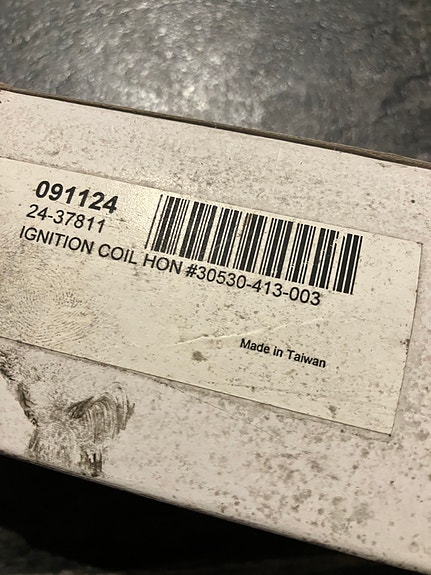 091124
24-37811
IGNITION COIL HON #30530-413-003
Made in Taiwan